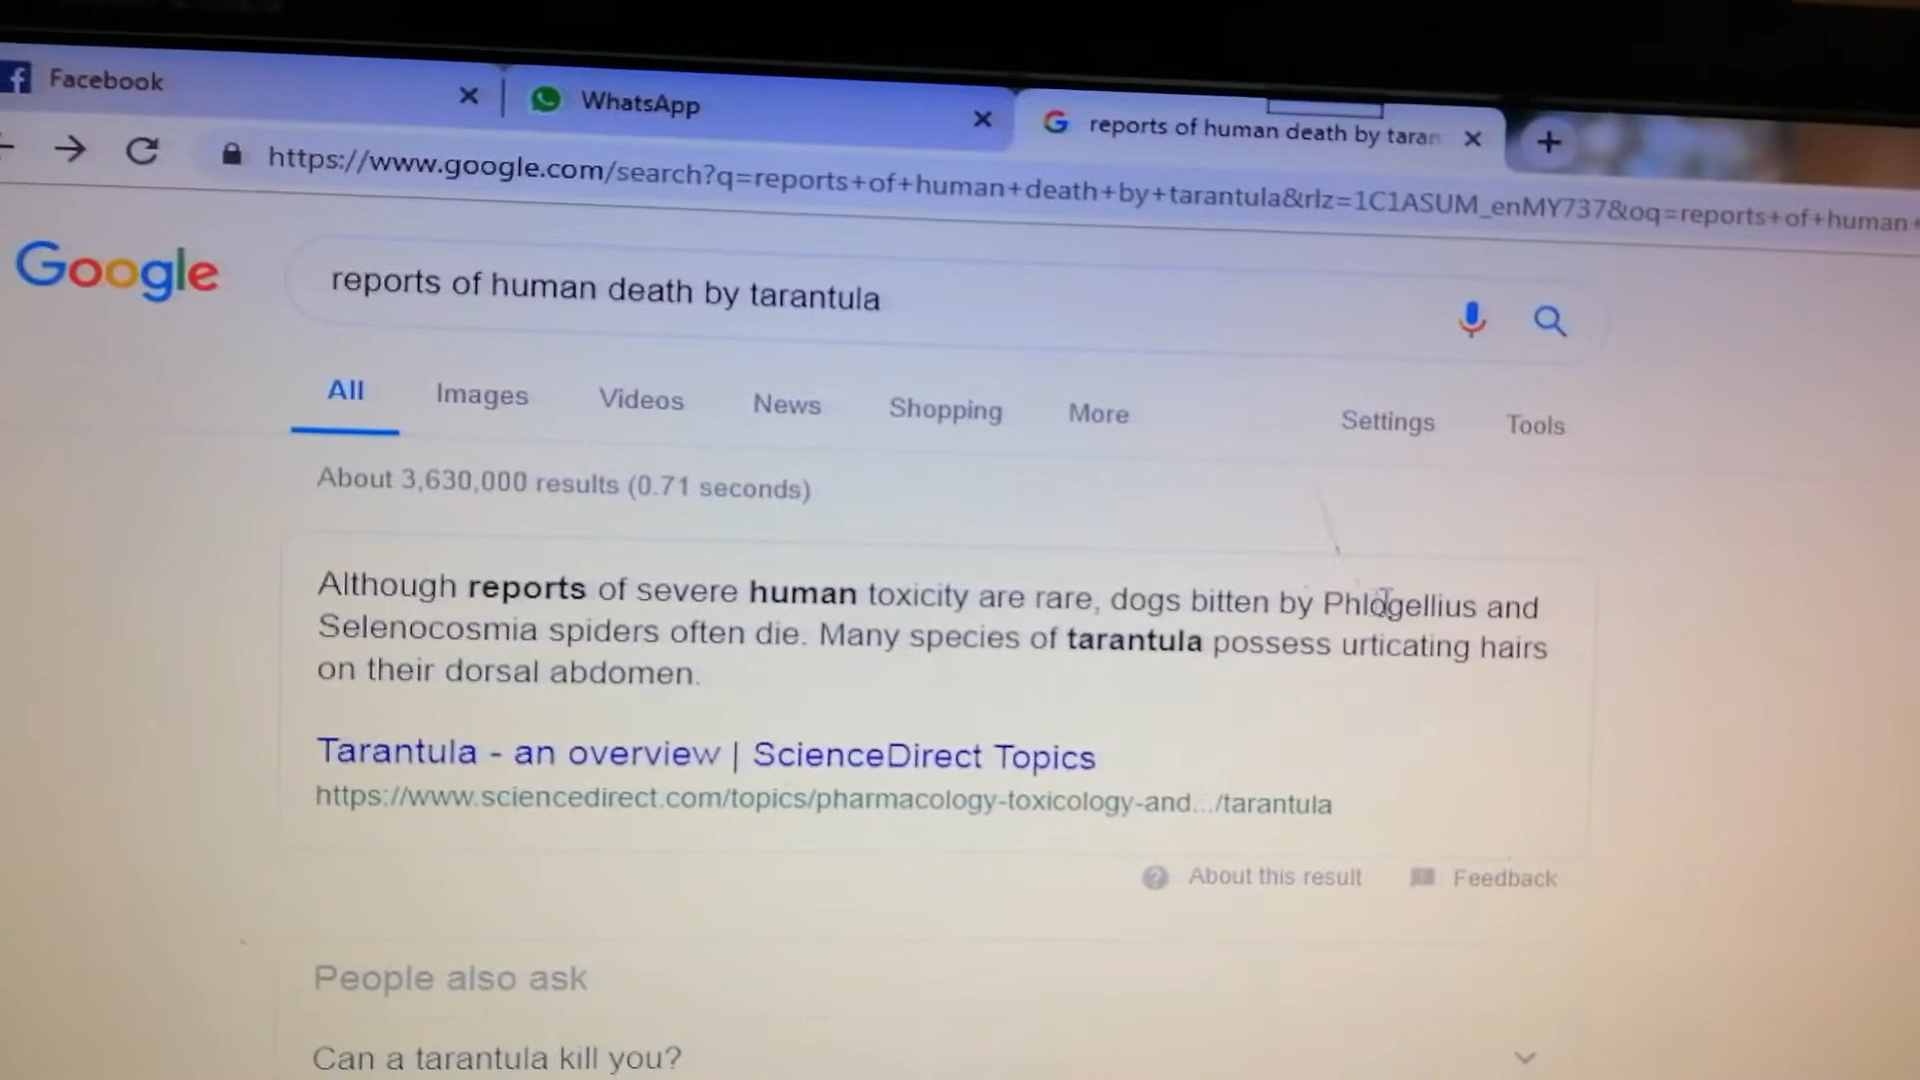 Facebook
WhatsApp
reports of human death by taran
https://www.google.com/search?q=reports+of+human+death+by+tarantula&rlz=1C1ASUM_enMY737&oq=reports+of+human+
Google
reports of human death by tarantula
All Images Videos News Shopping More Settings Tools
About 3,630,000 results (0.71 seconds)
Although reports of severe human toxicity are rare, dogs bitten by Phlogellius and
Selenocosmia spiders often die. Many species of tarantula possess urticating hairs
on their dorsal abdomen.
Tarantula - an overview | ScienceDirect Topics
https://www.sciencedirect.com/topics/pharmacology-toxicology-and.../tarantula
About this result Feedback
People also ask
Can a tarantula kill you?